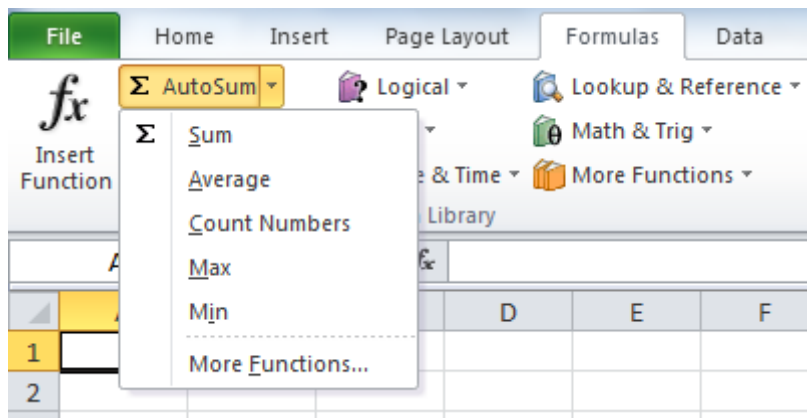 File Home Insert Page Layout Formulas Data
Σ AutoSum Logical Lookup & Reference
fx
Insert
Function
Σ Sum
Math & Trig
Average
& Time More Functions
Count Numbers
Library
Max
fx
Min
D E F
More Functions...
1
2